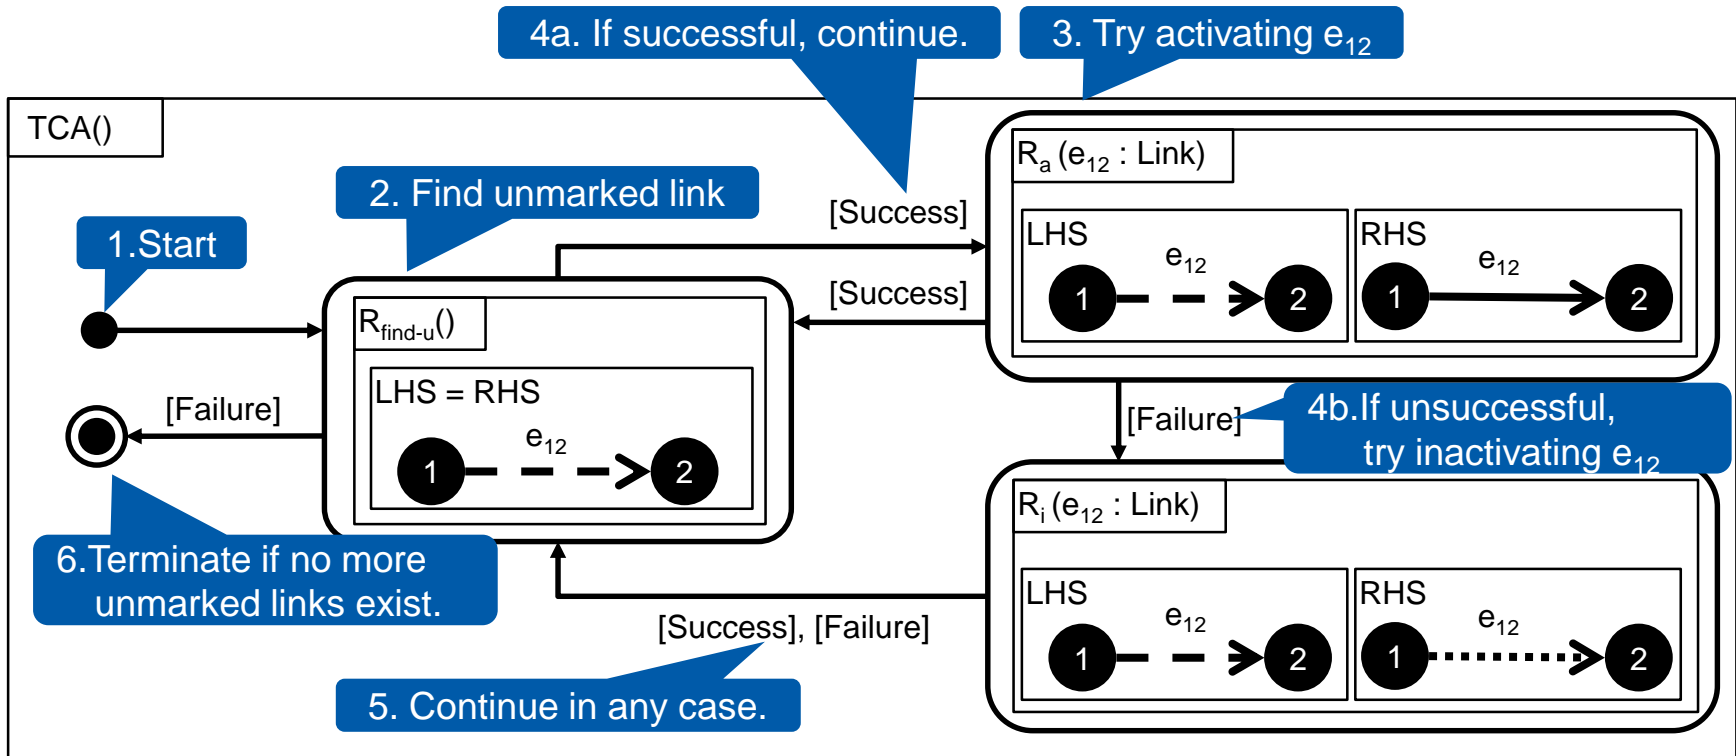 4a. If successful, continue.
3. Try activating e12
TCA()
Ra (e12 : Link)
2. Find unmarked link
[Success]
LHS
e12
1
2
RHS
e12
1
2
1.Start
[Success]
Rfind-u()
LHS = RHS
e12
1
2
[Failure]
[Failure]
4b.If unsuccessful,
try inactivating e12
Ri (e12 : Link)
6.Terminate if no more
unmarked links exist.
LHS
e12
1
2
RHS
e12
1
2
[Success], [Failure]
5. Continue in any case.